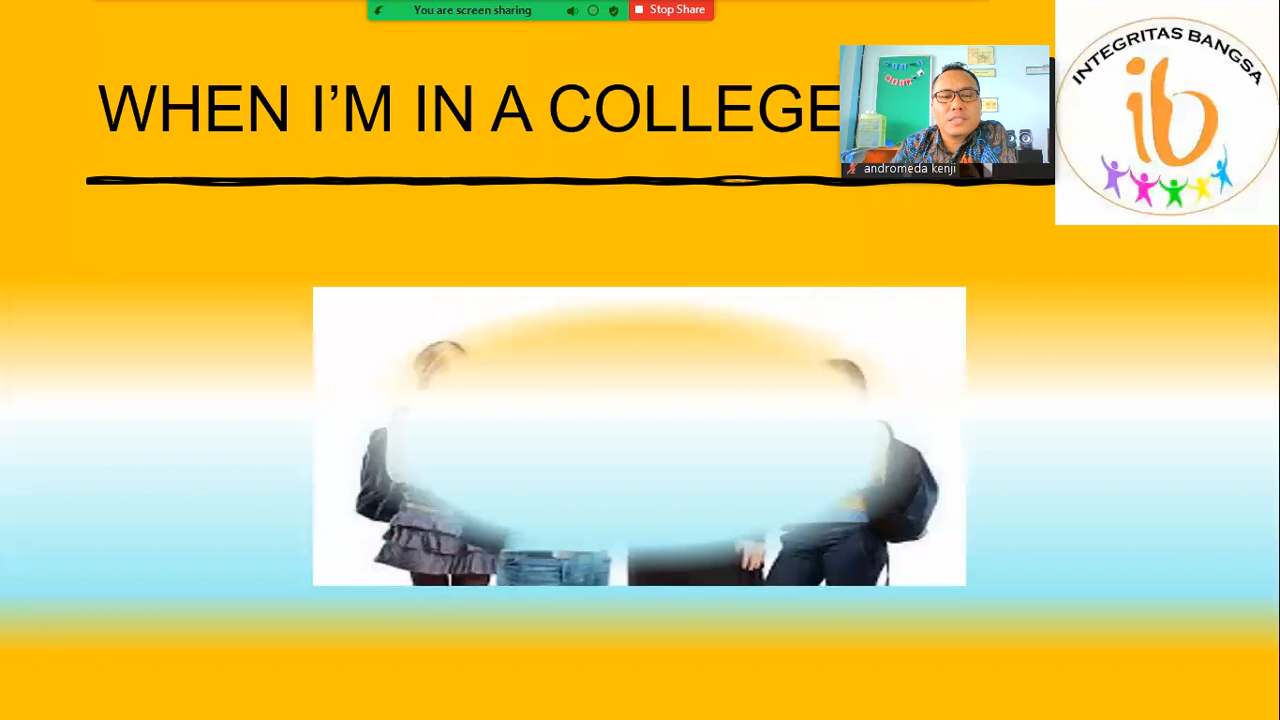 You are screen sharing
Stop Share
WHEN I'M IN A COLLEGE
andromeda kenji
INTEGRITAS BANGSA
ib